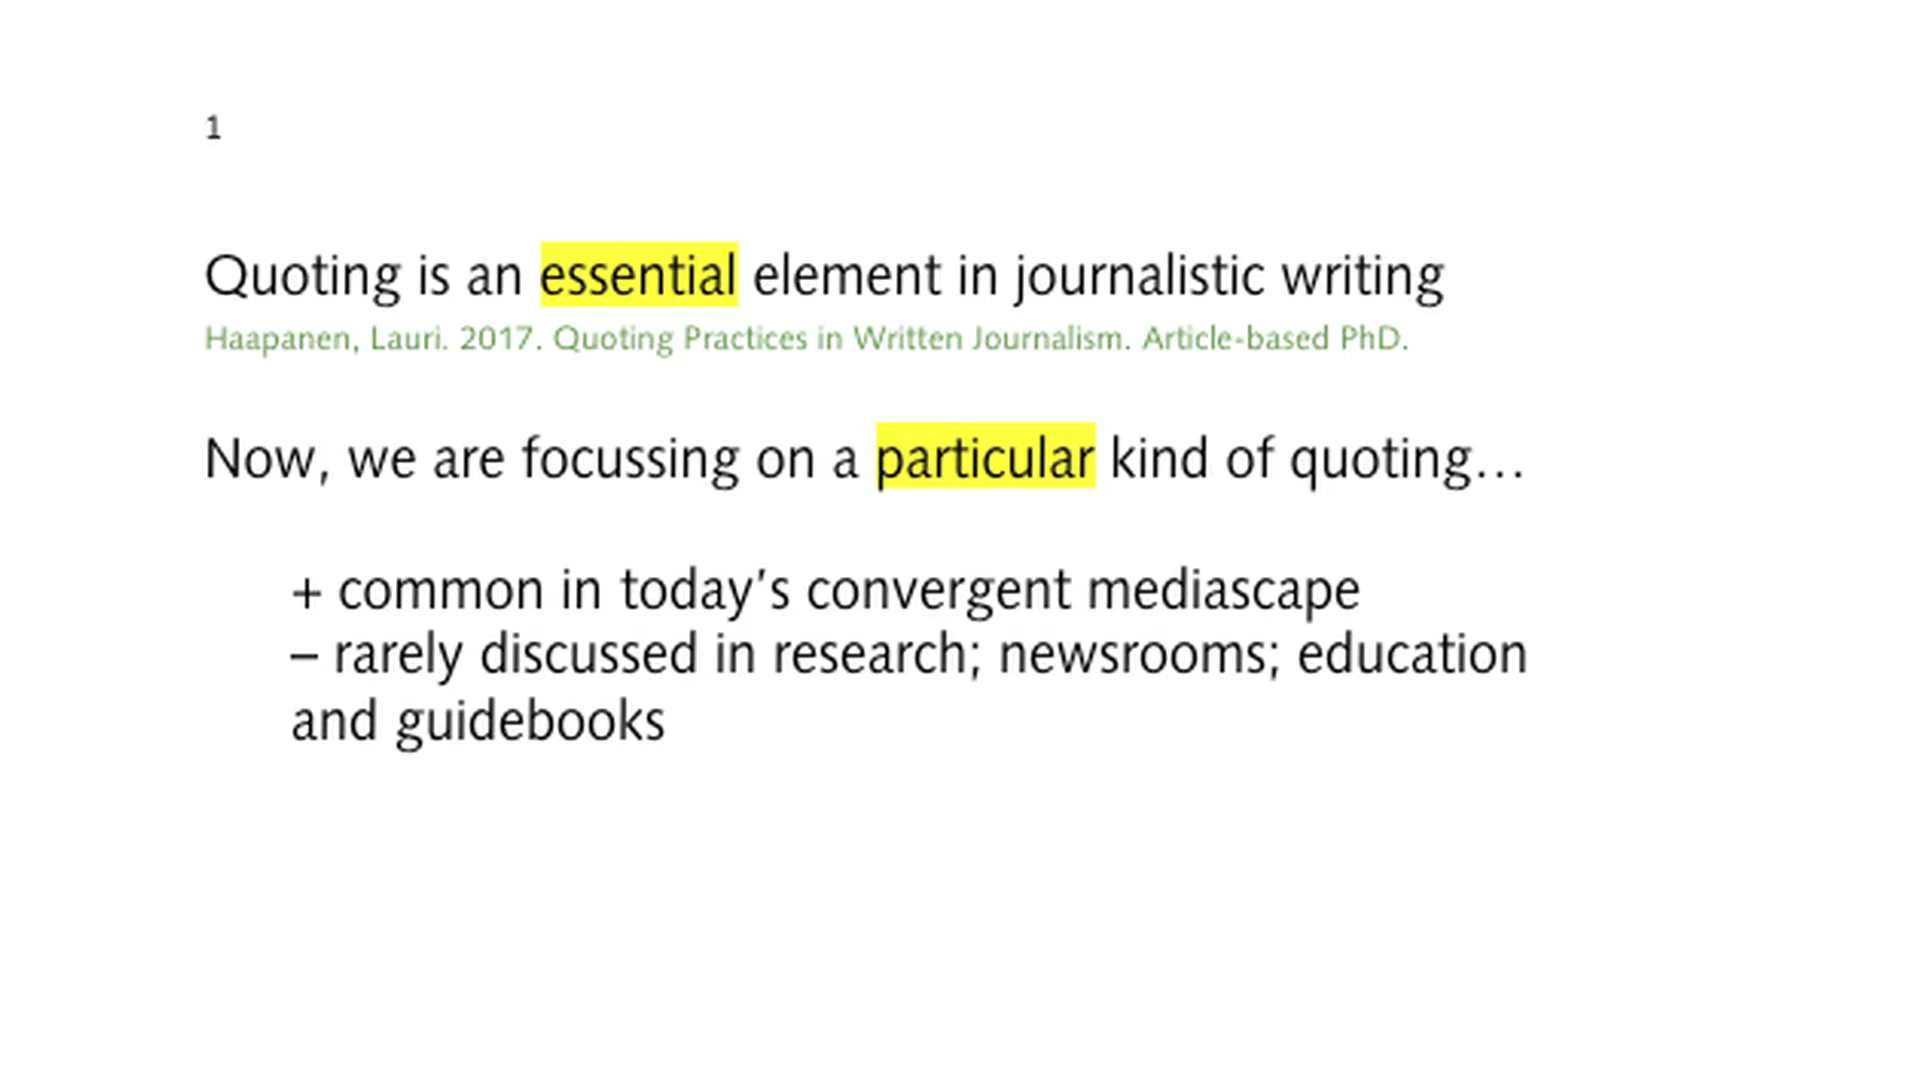 1
Quoting is an essential element in journalistic writing
Haapanen, Lauri. 2017. Quoting Practices in Written Journalism. Article-based PhD.
Now, we are focussing on a particular kind of quoting…
+ common in today’s convergent mediascape
– rarely discussed in research; newsrooms; education
and guidebooks